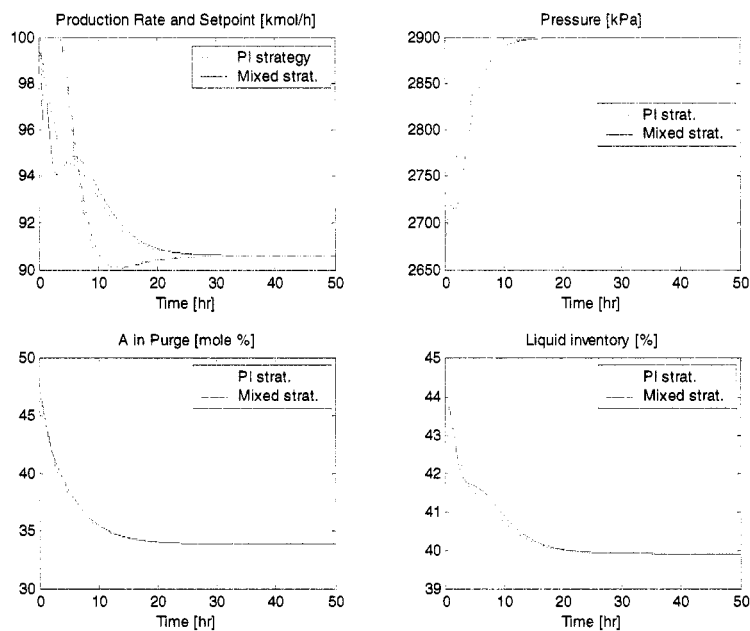 Production Rate and Setpoint [kmol/h]
100
98
96
94
92
90
PI strategy
Mixed strat.
0 10 20 30 40 50
Time [hr]
Pressure [kPa]
2900
2850
2800
2750
2700
2650
PI strat.
Mixed strat.
0 10 20 30 40 50
Time [hr]
A in Purge [mole %]
50
45
40
35
30
PI strat.
Mixed strat.
0 10 20 30 40 50
Time [hr]
Liquid inventory [%]
45
44
43
42
41
40
39
PI strat.
Mixed strat.
0 10 20 30 40 50
Time [hr]